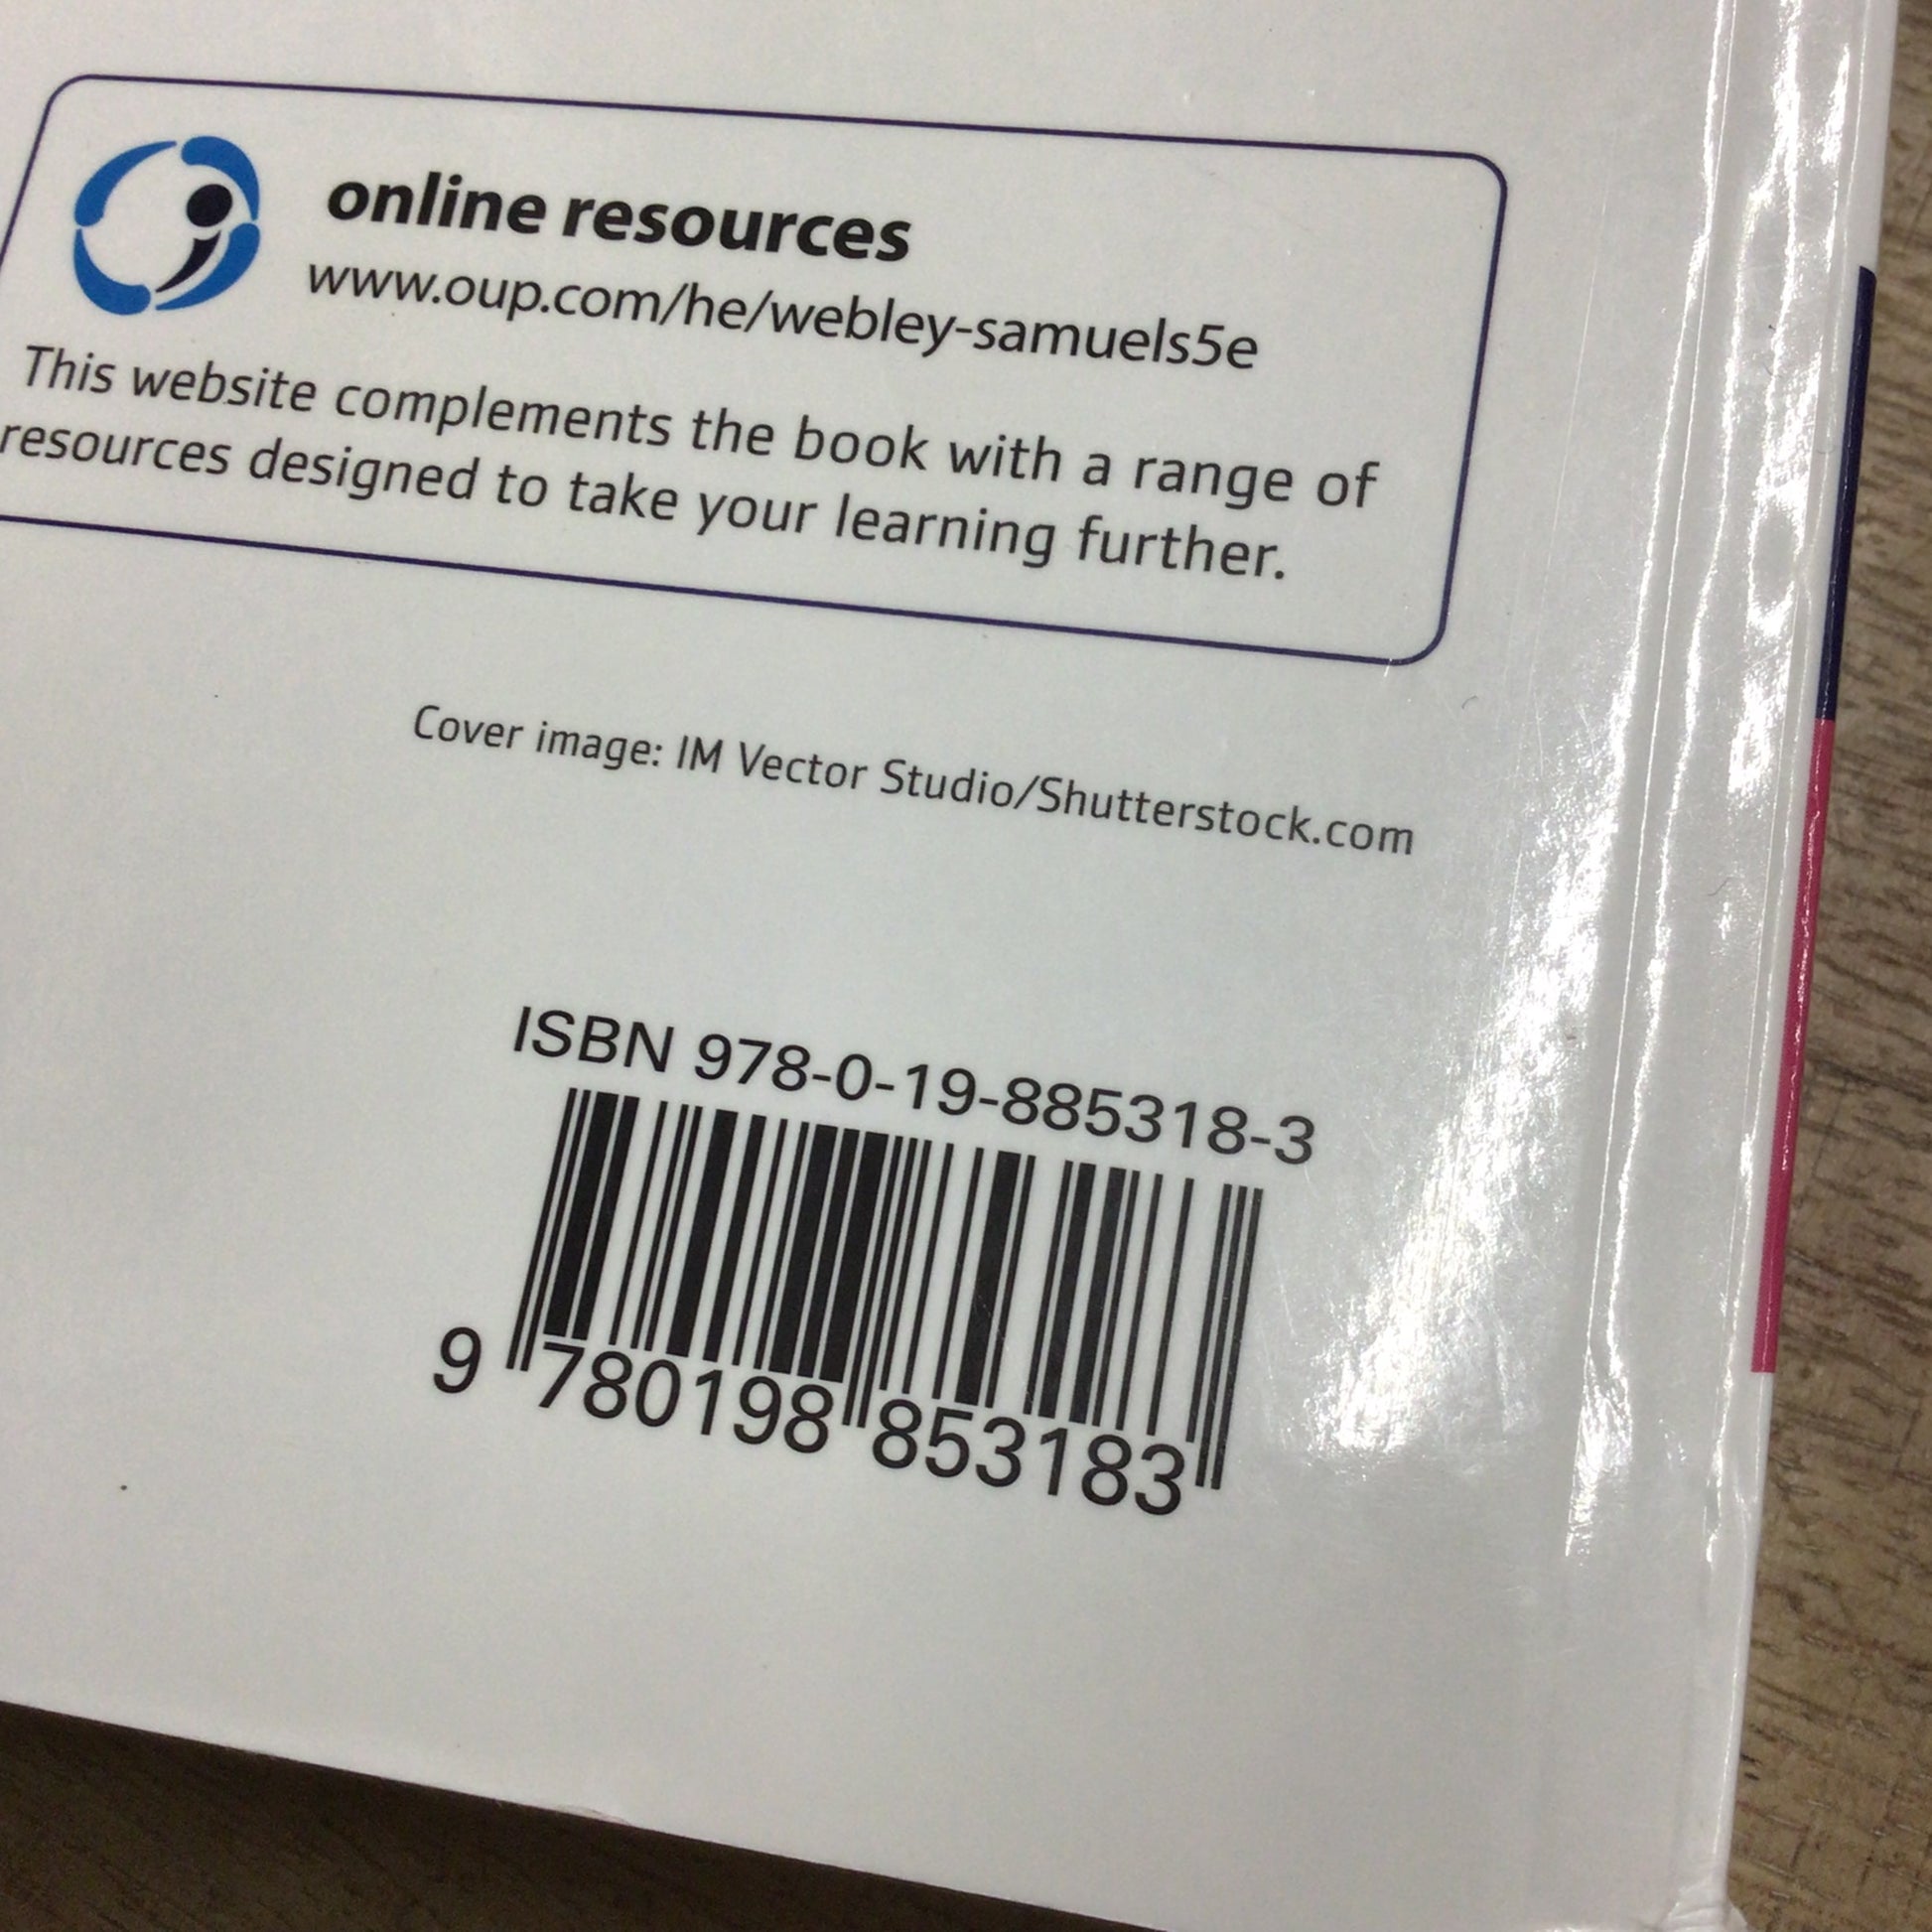 online resources
www.oup.com/he/webley-samuels5e
This website complements the book with a range of
resources designed to take your learning further.
Cover image: IM Vector Studio/Shutterstock.com
ISBN 978-0-19-885318-3
9 780198 853183